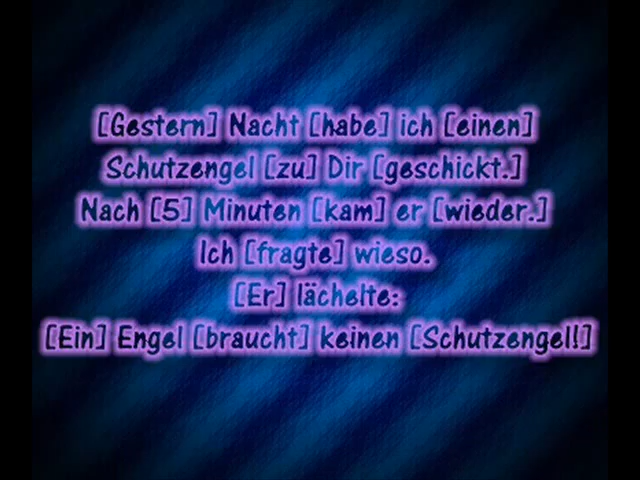 [Gestern] Nacht [habe] ich [einen]
Schutzengel [zu] Dir [geschickt.]
Nach [5] Minuten [kam] er [wieder.]
Ich [fragte] wieso.
[Er] lächelte:
[Ein] Engel [braucht] keinen [Schutzengel!]